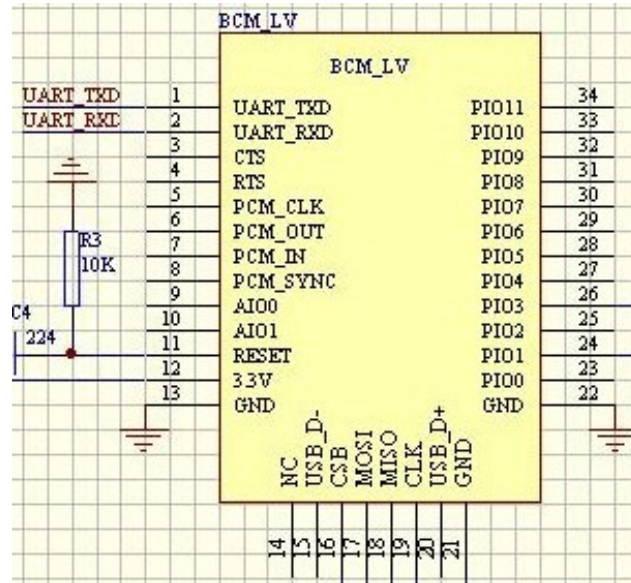 BCM_LV
BCM_LV
UART_TXD 1 UART_TXD PIO11 34
UART_RXD 2 UART_RXD PIO10 33
3 CTS PIO9 32
4 RTS PIO8 31
5 PCM_CLK PIO7 30
6 PCM_OUT PIO6 29
7 PCM_IN PIO5 28
8 PCM_SYNC PIO4 27
9 AIO0 PIO3 26
10 AIO1 PIO2 25
11 RESET PIO1 24
12 3.3V PIO0 23
13 GND GND 22
R3
10K
C4
224
NC USB_D- CSB MOSI MISO CLK USB_D+ GND
14 15 16 17 18 19 20 21